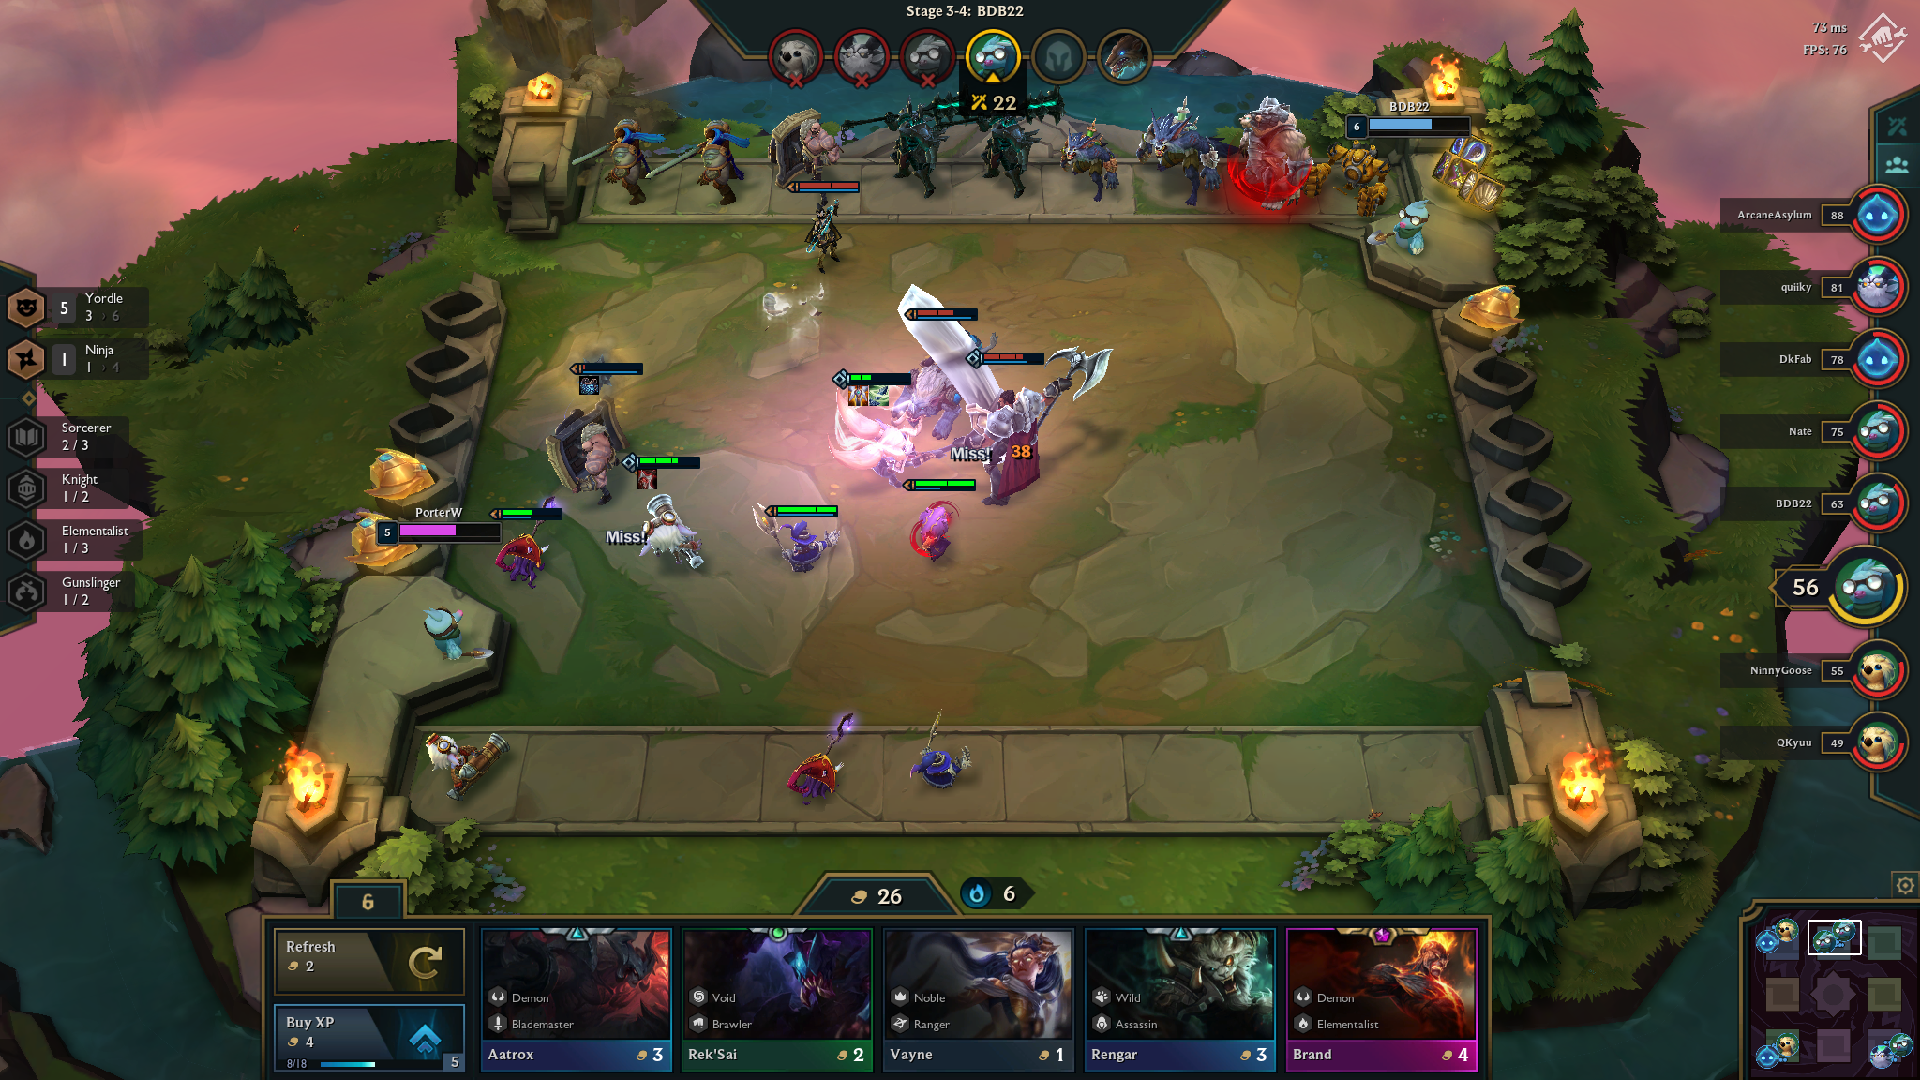 Stage 3-4: BDB22
73 ms
FPS: 76
22
BDB22
6
ArcaneAsylum 88
quiiky 81
DkFab 78
Nate 75
BDB22 63
56
NinnyGoose 55
QKyuu 49
5 Yordle
3 › 6
1 Ninja
1 › 4
Sorcerer
2 / 3
Knight
1 / 2
Elementalist
1 / 3
Gunslinger
1 / 2
PorterW
5
Miss!
Miss!
38
6
26
6
Refresh
2
Buy XP
4
8/18
5
Demon
Blademaster
Aatrox 3
Void
Brawler
Rek'Sai 2
Noble
Ranger
Vayne 1
Wild
Assassin
Rengar 3
Demon
Elementalist
Brand 4